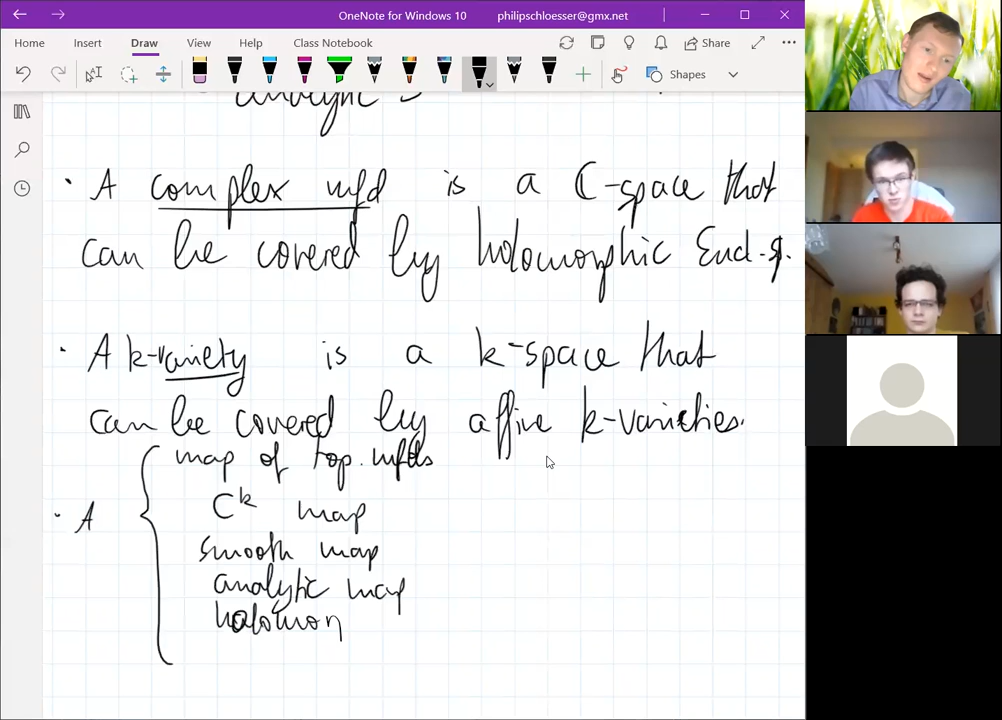 OneNote for Windows 10
philipschloesser@gmx.net
Home Insert Draw View Help Class Notebook Share
Shapes
analytic
• A complex mfd is a ℂ-space that
can be covered by holomorphic Eucl. sp.
• A k-variety is a k-space that
can be covered by affine k-varieties.
map of top. mfds
• A { C^k map
smooth map
analytic map
holomor